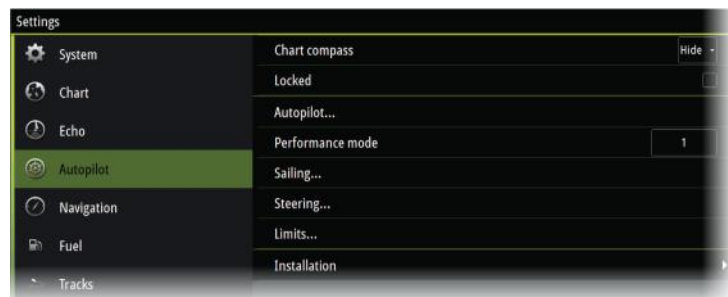 Settings
System
Chart
Echo
Autopilot
Navigation
Fuel
Tracks
Chart compass Hide
Locked
Autopilot...
Performance mode 1
Sailing...
Steering...
Limits...
Installation